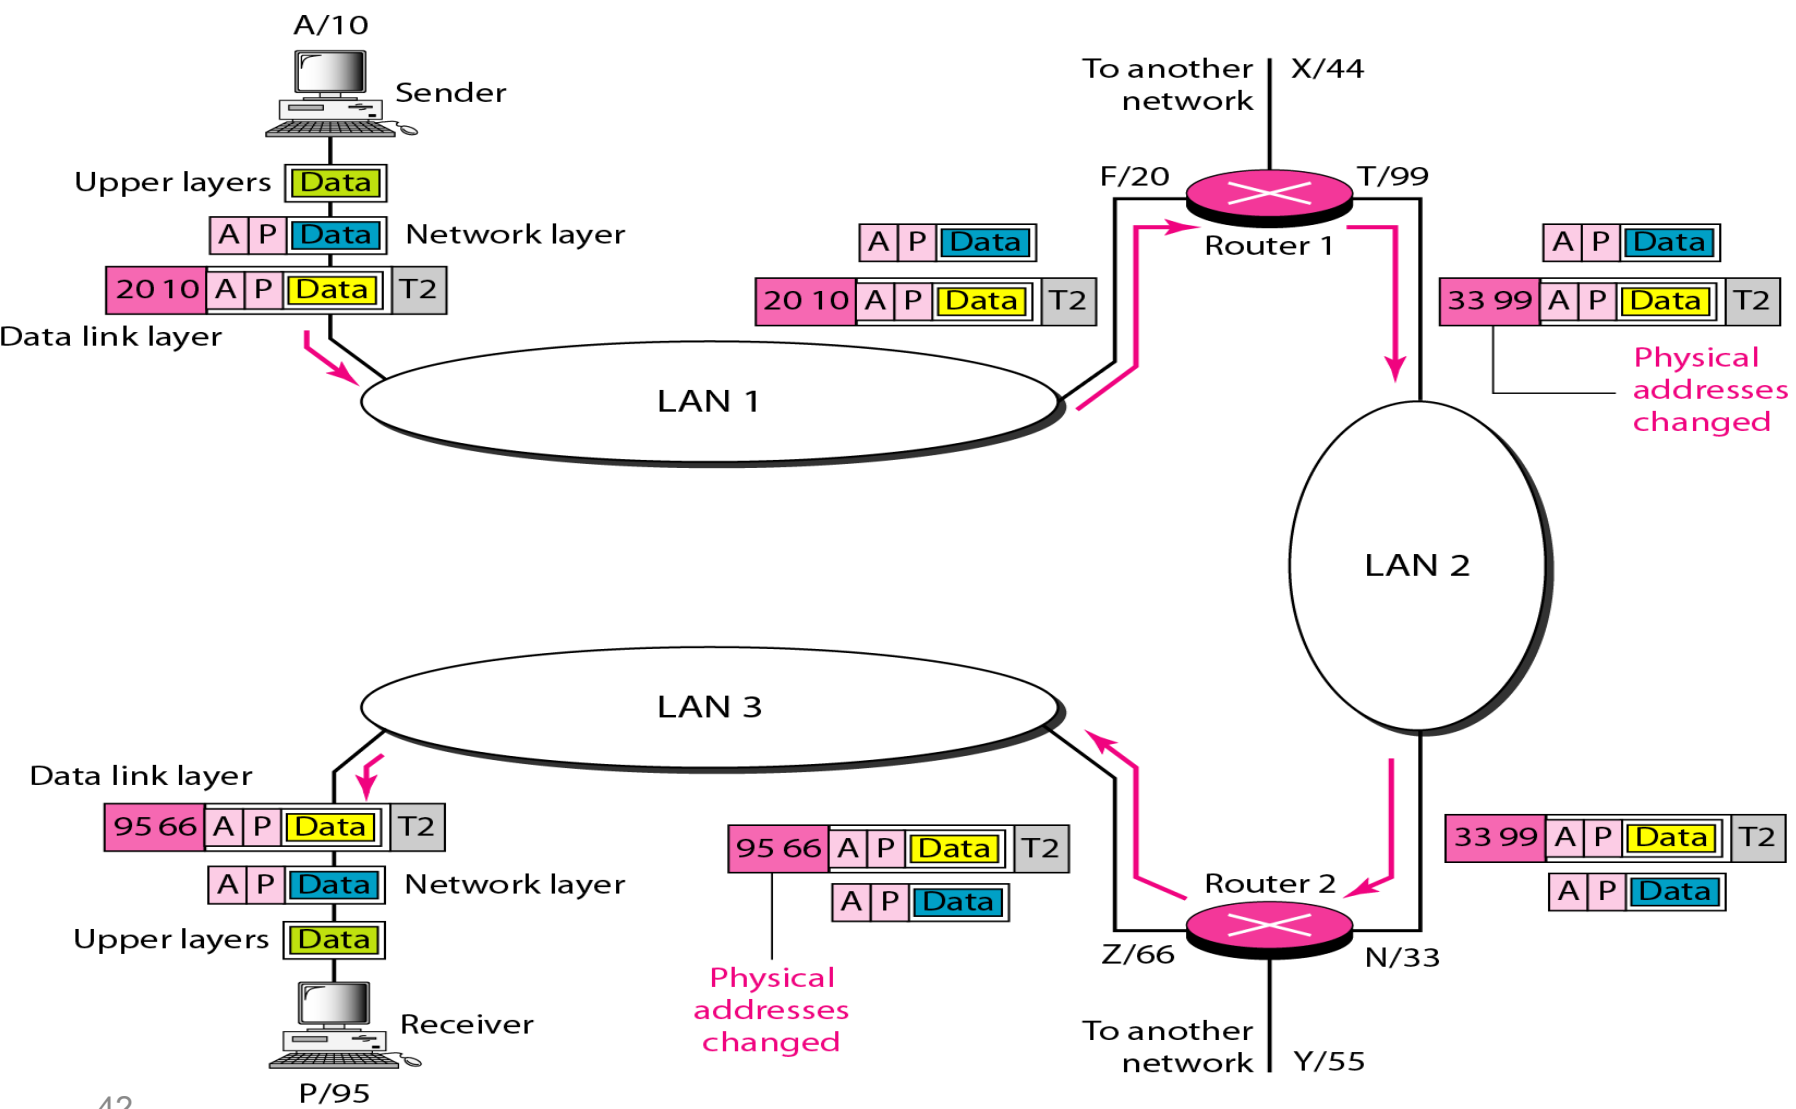 A/10
Sender
Upper layers Data
A P Data Network layer
20 10 A P Data T2
Data link layer
To another
network
X/44
F/20
T/99
Router 1
A P Data
20 10 A P Data T2
A P Data
33 99 A P Data T2
Physical
addresses
changed
LAN 1
LAN 2
LAN 3
Data link layer
95 66 A P Data T2
A P Data Network layer
Upper layers Data
Receiver
P/95
95 66 A P Data T2
A P Data
Physical
addresses
changed
Router 2
Z/66
N/33
33 99 A P Data T2
A P Data
To another
network
Y/55
42